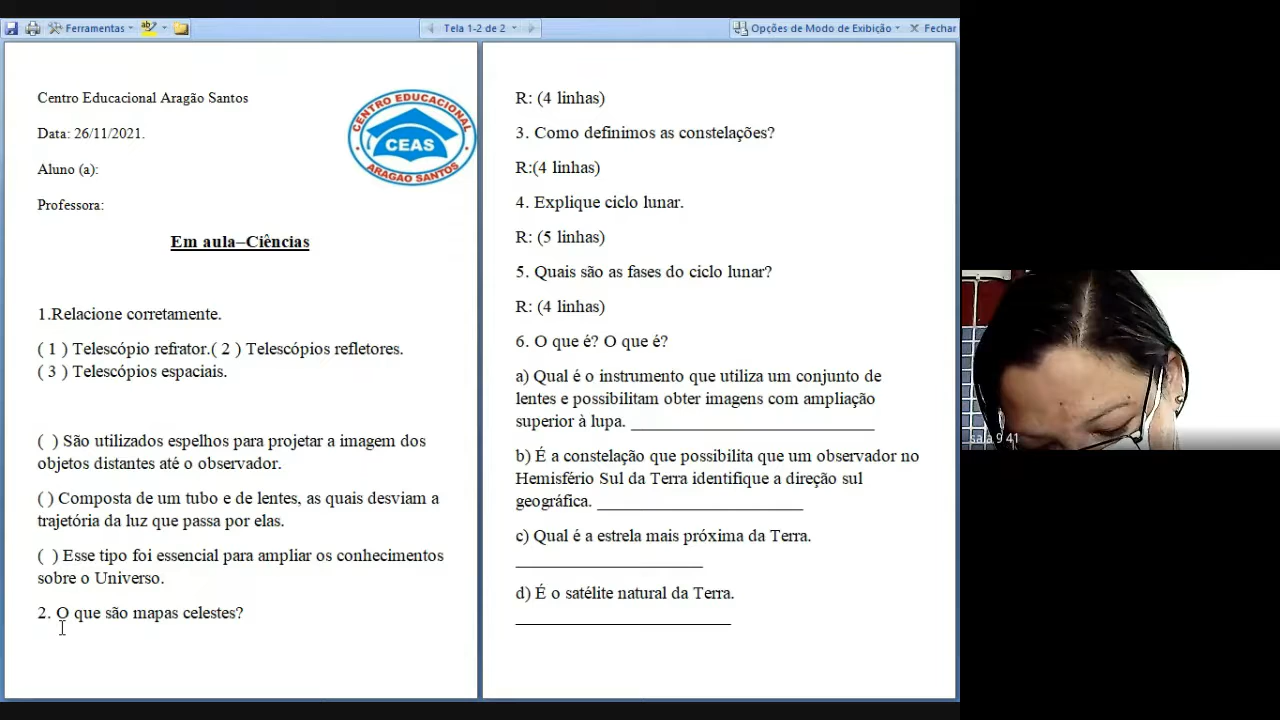 Ferramentas
Tela 1-2 de 2
Opções de Modo de Exibição
Fechar
Centro Educacional Aragão Santos
CENTRO EDUCACIONAL
CEAS
ARAGÃO SANTOS
Data: 26/11/2021.
Aluno (a):
Professora:
Em aula–Ciências
1.Relacione corretamente.
( 1 ) Telescópio refrator.( 2 ) Telescópios refletores.
( 3 ) Telescópios espaciais.
( ) São utilizados espelhos para projetar a imagem dos
objetos distantes até o observador.
( ) Composta de um tubo e de lentes, as quais desviam a
trajetória da luz que passa por elas.
( ) Esse tipo foi essencial para ampliar os conhecimentos
sobre o Universo.
2. O que são mapas celestes?
R: (4 linhas)
3. Como definimos as constelações?
R:(4 linhas)
4. Explique ciclo lunar.
R: (5 linhas)
5. Quais são as fases do ciclo lunar?
R: (4 linhas)
6. O que é? O que é?
a) Qual é o instrumento que utiliza um conjunto de
lentes e possibilitam obter imagens com ampliação
superior à lupa. ___________________________
b) É a constelação que possibilita que um observador no
Hemisfério Sul da Terra identifique a direção sul
geográfica. _______________________
c) Qual é a estrela mais próxima da Terra.
_____________________
d) É o satélite natural da Terra.
________________________
sala 9 41